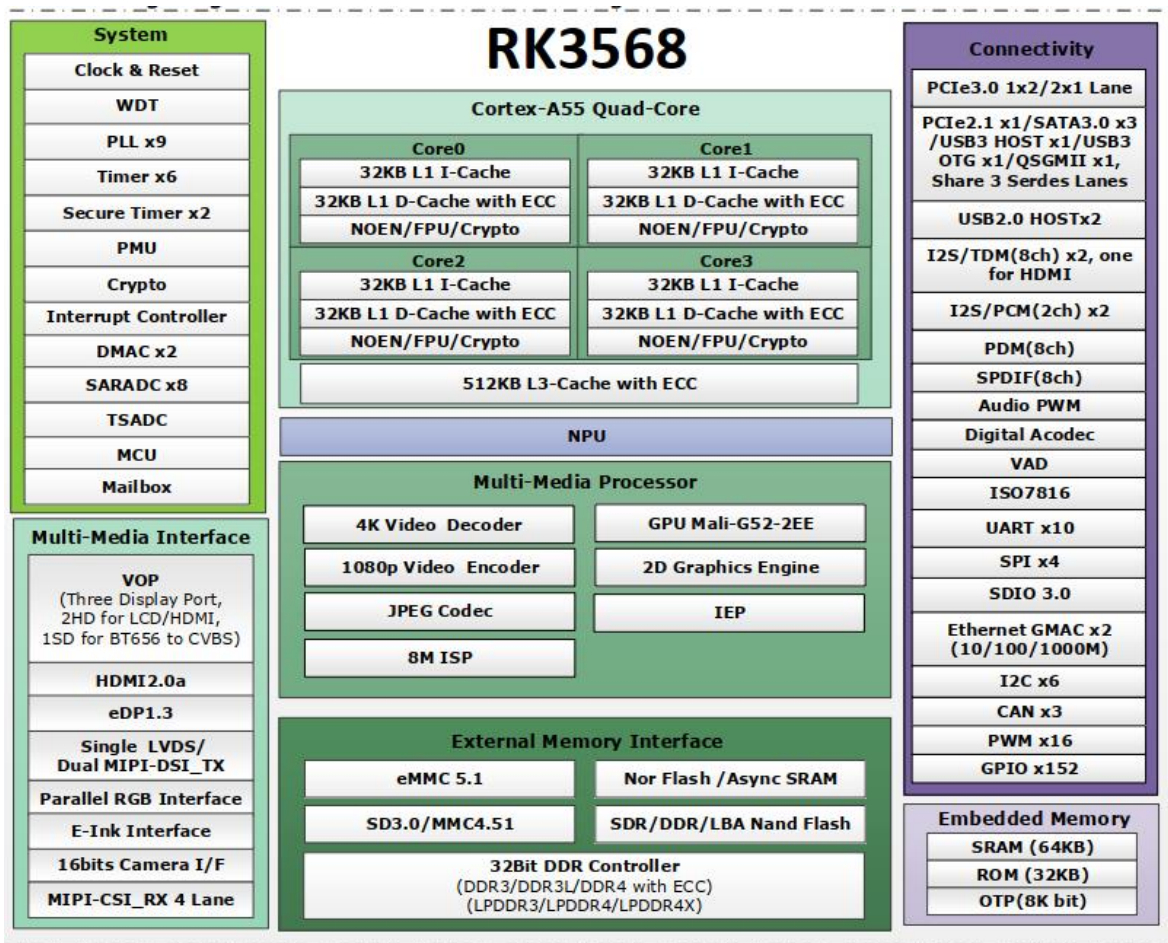 RK3568
System
Clock & Reset
WDT
PLL x9
Timer x6
Secure Timer x2
PMU
Crypto
Interrupt Controller
DMAC x2
SARADC x8
TSADC
MCU
Mailbox
Multi-Media Interface
VOP
(Three Display Port,
2HD for LCD/HDMI,
1SD for BT656 to CVBS)
HDMI2.0a
eDP1.3
Single LVDS/
Dual MIPI-DSI_TX
Parallel RGB Interface
E-Ink Interface
16bits Camera I/F
MIPI-CSI_RX 4 Lane
Cortex-A55 Quad-Core
Core0
32KB L1 I-Cache
32KB L1 D-Cache with ECC
NOEN/FPU/Crypto
Core1
32KB L1 I-Cache
32KB L1 D-Cache with ECC
NOEN/FPU/Crypto
Core2
32KB L1 I-Cache
32KB L1 D-Cache with ECC
NOEN/FPU/Crypto
Core3
32KB L1 I-Cache
32KB L1 D-Cache with ECC
NOEN/FPU/Crypto
512KB L3-Cache with ECC
NPU
Multi-Media Processor
4K Video Decoder
1080p Video Encoder
JPEG Codec
8M ISP
GPU Mali-G52-2EE
2D Graphics Engine
IEP
External Memory Interface
eMMC 5.1
Nor Flash /Async SRAM
SD3.0/MMC4.51
SDR/DDR/LBA Nand Flash
32Bit DDR Controller
(DDR3/DDR3L/DDR4 with ECC)
(LPDDR3/LPDDR4/LPDDR4X)
Connectivity
PCIe3.0 1x2/2x1 Lane
PCIe2.1 x1/SATA3.0 x3
/USB3 HOST x1/USB3
OTG x1/QSGMII x1,
Share 3 Serdes Lanes
USB2.0 HOSTx2
I2S/TDM(8ch) x2, one
for HDMI
I2S/PCM(2ch) x2
PDM(8ch)
SPDIF(8ch)
Audio PWM
Digital Acodec
VAD
ISO7816
UART x10
SPI x4
SDIO 3.0
Ethernet GMAC x2
(10/100/1000M)
I2C x6
CAN x3
PWM x16
GPIO x152
Embedded Memory
SRAM (64KB)
ROM (32KB)
OTP(8K bit)